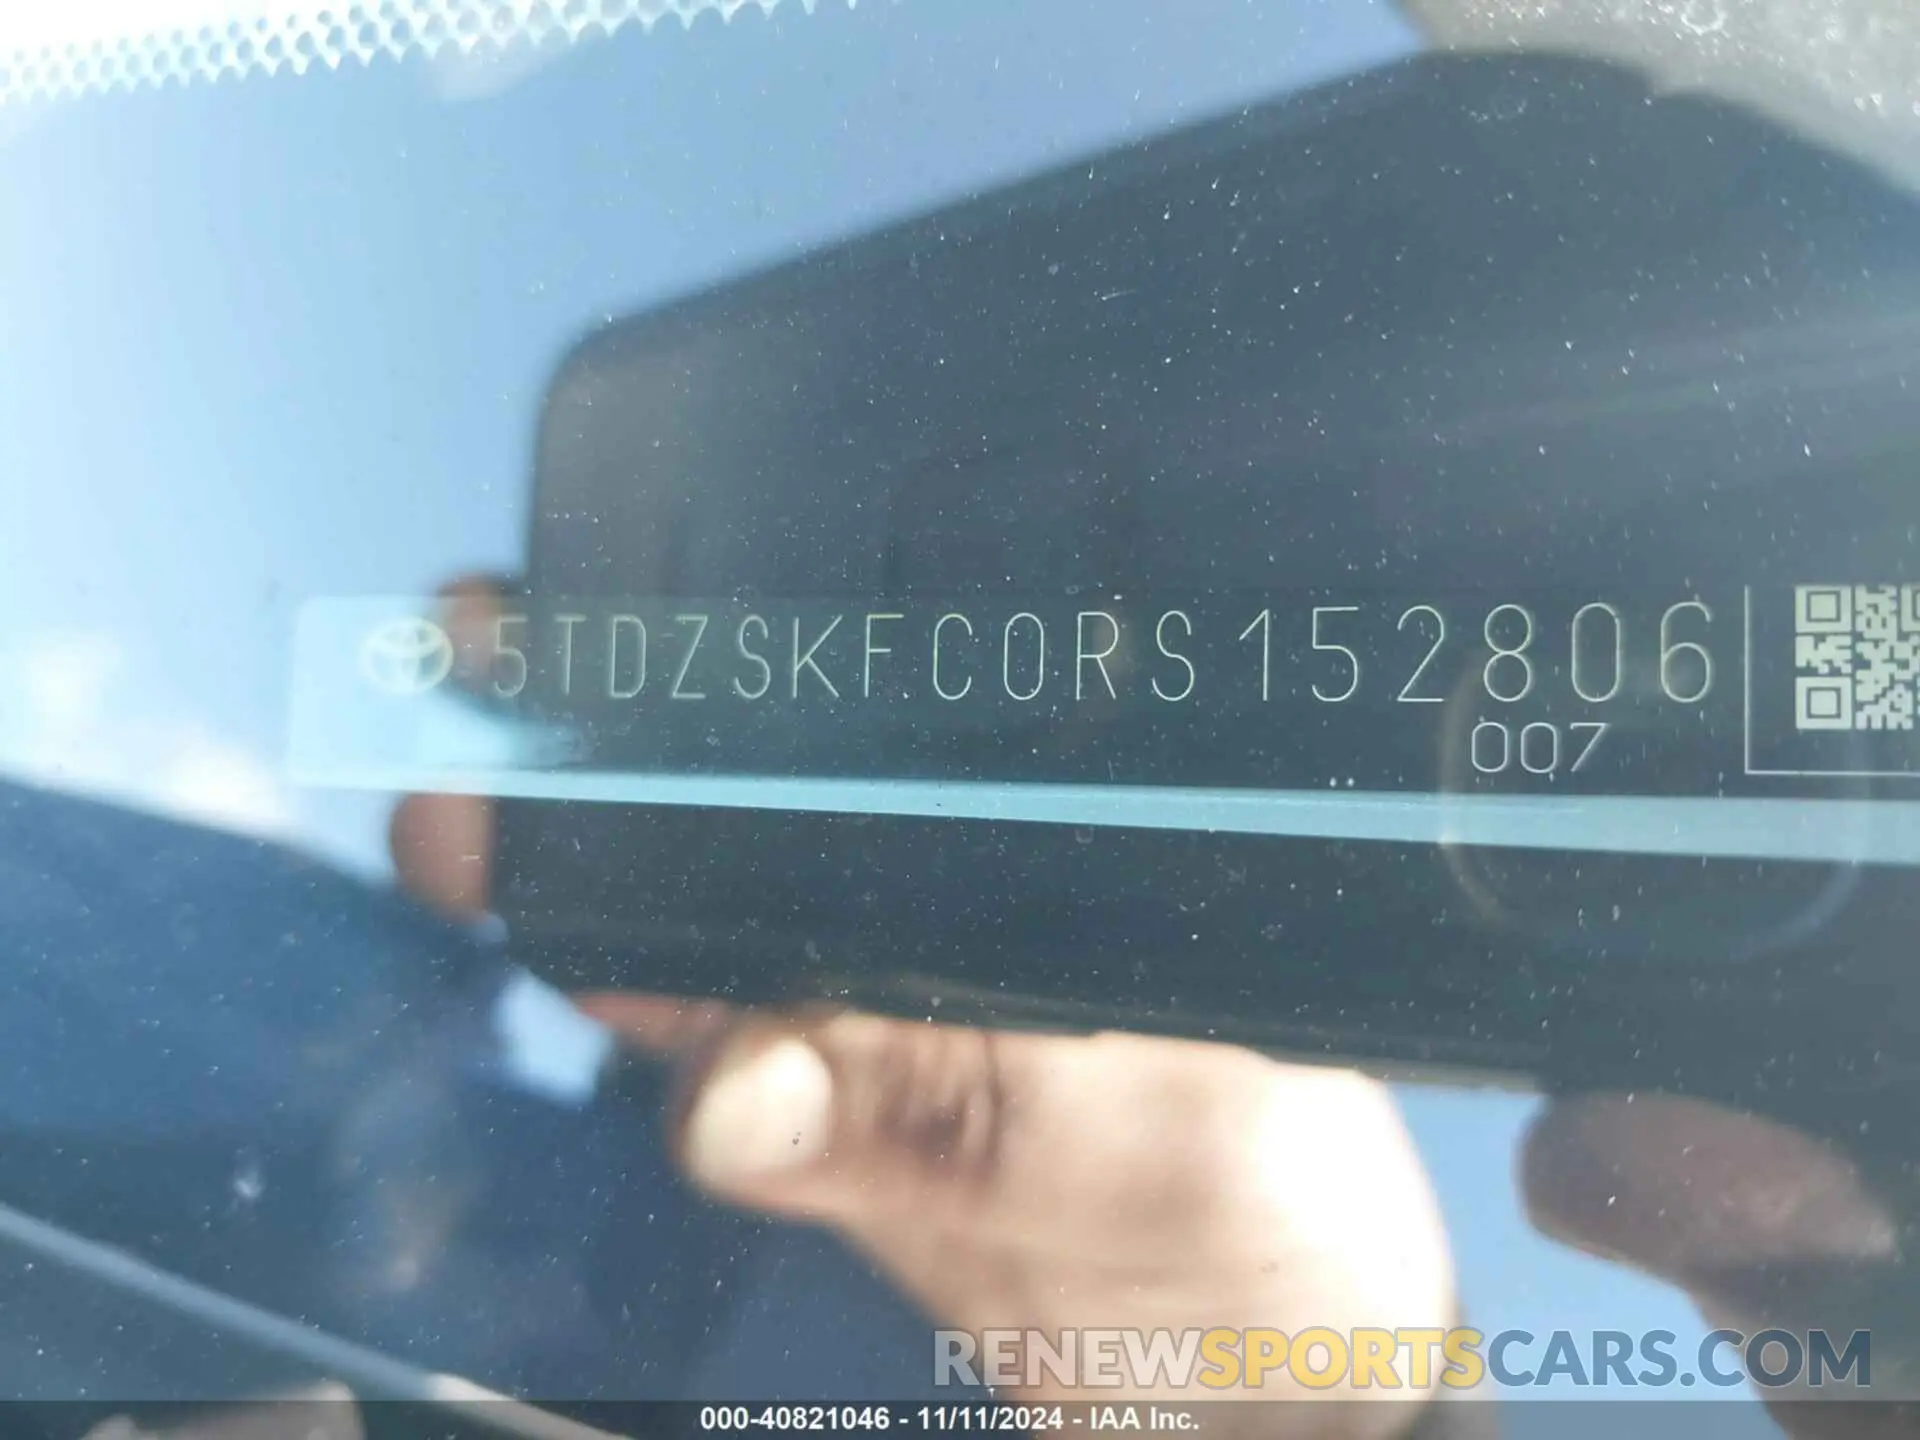 5TDZSKFC0RS152806
007
RENEWSPORTSCARS.COM
000-40821046 - 11/11/2024 - IAA Inc.